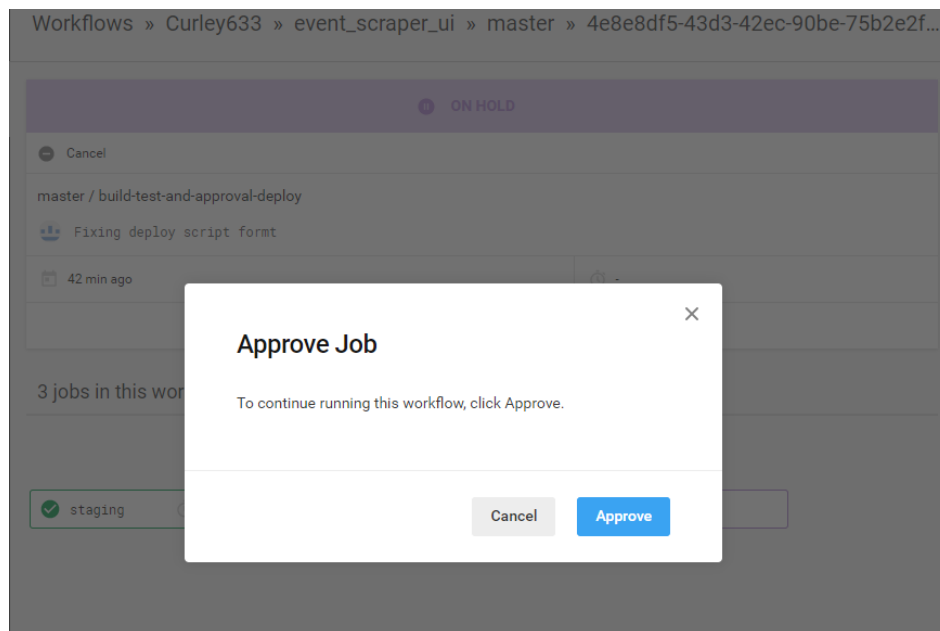 Workflows » Curley633 » event_scraper_ui » master » 4e8e8df5-43d3-42ec-90be-75b2e2f...
ON HOLD
Cancel
master / build-test-and-approval-deploy
Fixing deploy script formt
42 min ago
-
Approve Job
To continue running this workflow, click Approve.
3 jobs in this wor
Cancel
Approve
staging